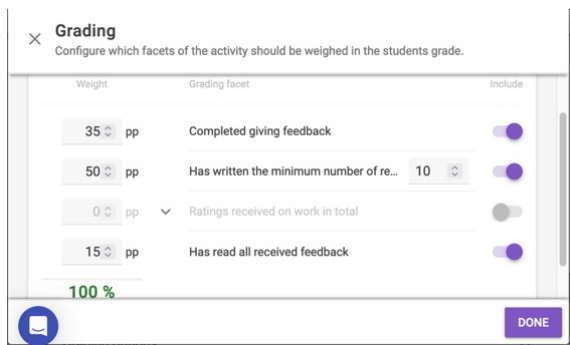 Grading
Configure which facets of the activity should be weighed in the students grade.
Weight Grading facet Include
35 pp Completed giving feedback
50 pp Has written the minimum number of re... 10
0 pp Ratings received on work in total
15 pp Has read all received feedback
100 %
DONE